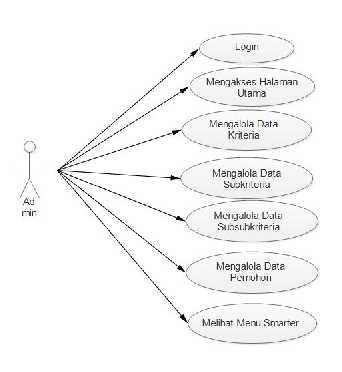 Login
Mengakses Halaman
Utama
Mengalola Data
Kriteria
Mengalola Data
Subkriteria
Mengalola Data
Subsubkriteria
Mengalola Data
Pemohon
Melihat Menu Smarter
Ad
min